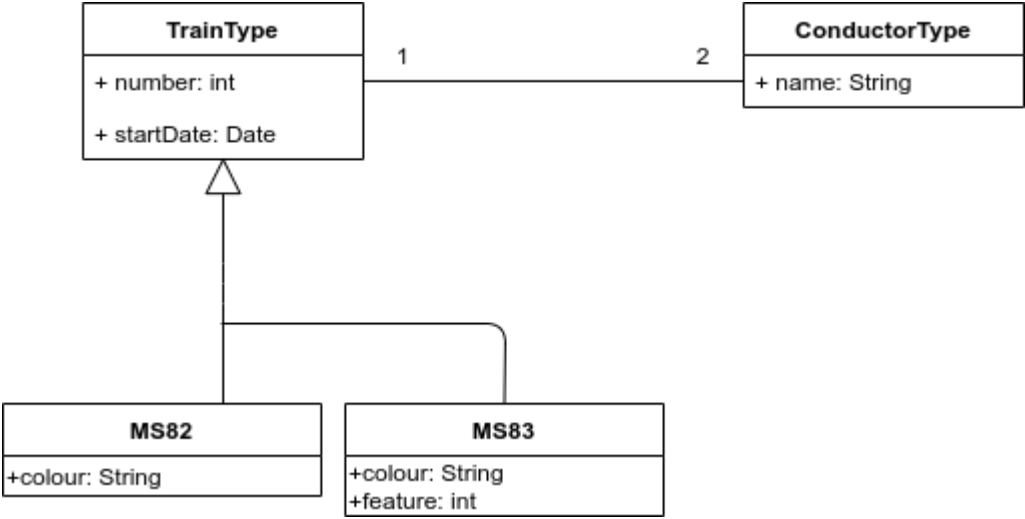 TrainType
+ number: int
+ startDate: Date
1
2
ConductorType
+ name: String
MS82
+colour: String
MS83
+colour: String
+feature: int